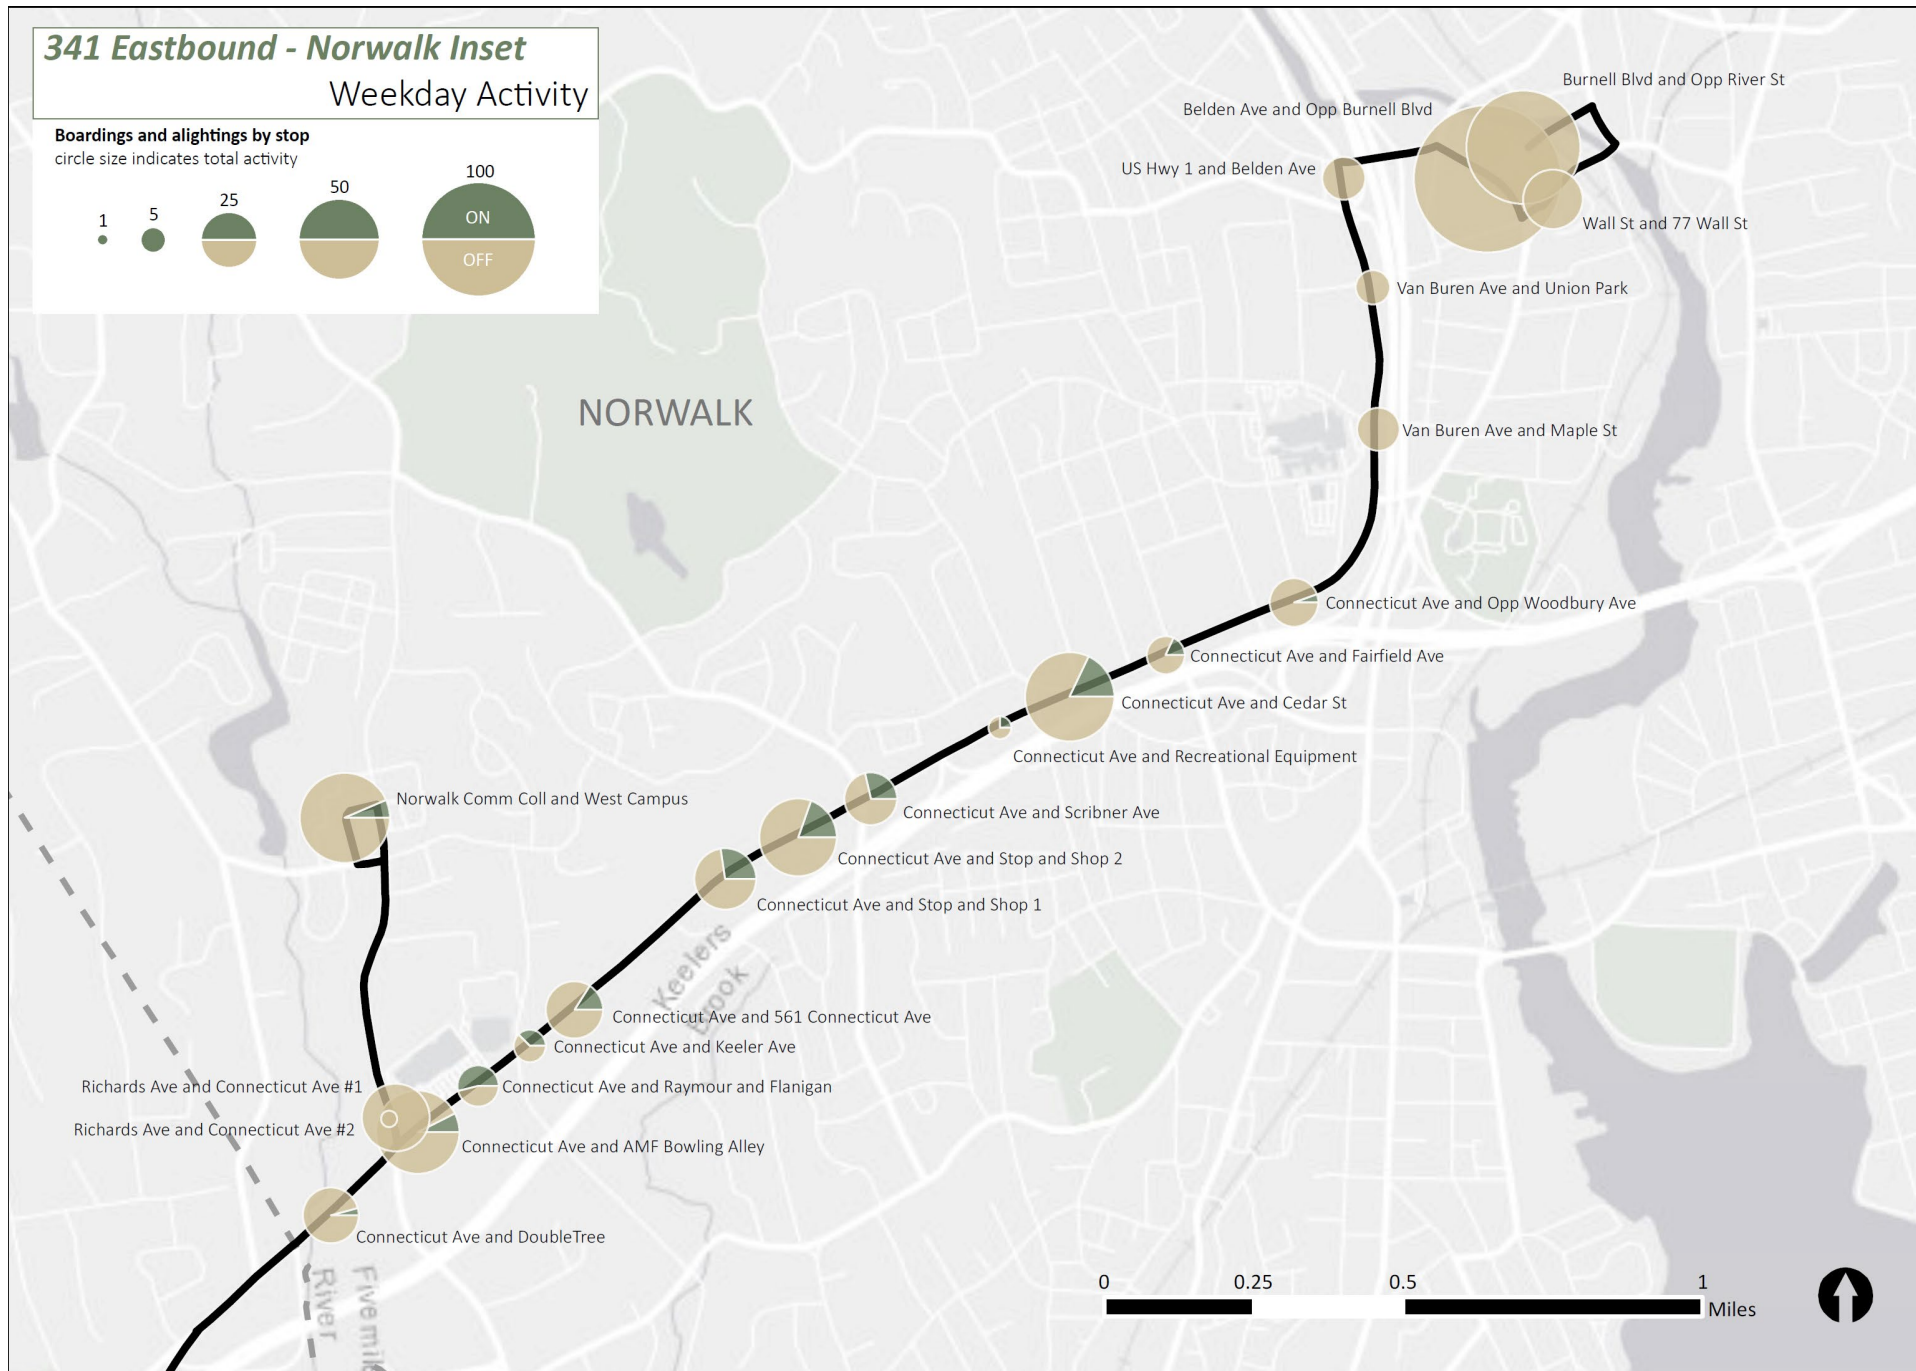 341 Eastbound - Norwalk Inset
Weekday Activity
Boardings and alightings by stop
circle size indicates total activity
1
5
25
50
100
ON
OFF
Burnell Blvd and Opp River St
Belden Ave and Opp Burnell Blvd
US Hwy 1 and Belden Ave
Wall St and 77 Wall St
Van Buren Ave and Union Park
NORWALK
Van Buren Ave and Maple St
Connecticut Ave and Opp Woodbury Ave
Connecticut Ave and Fairfield Ave
Connecticut Ave and Cedar St
Connecticut Ave and Recreational Equipment
Norwalk Comm Coll and West Campus
Connecticut Ave and Scribner Ave
Connecticut Ave and Stop and Shop 2
Connecticut Ave and Stop and Shop 1
Keelers
Brook
Connecticut Ave and 561 Connecticut Ave
Connecticut Ave and Keeler Ave
Richards Ave and Connecticut Ave #1
Connecticut Ave and Raymour and Flanigan
Richards Ave and Connecticut Ave #2
Connecticut Ave and AMF Bowling Alley
Connecticut Ave and DoubleTree
Fivemile
River
0
0.25
0.5
1
Miles